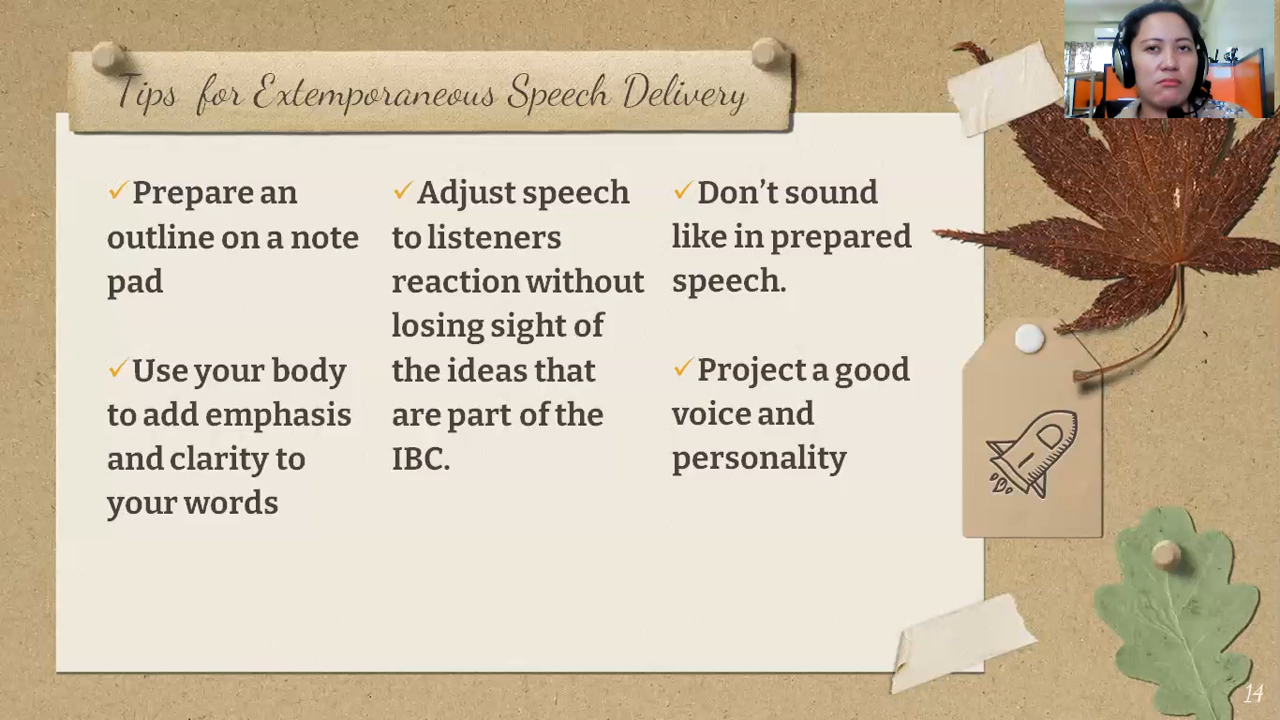 Tips for Extemporaneous Speech Delivery
✓Prepare an
outline on a note
pad
✓Use your body
to add emphasis
and clarity to
your words
✓Adjust speech
to listeners
reaction without
losing sight of
the ideas that
are part of the
IBC.
✓Don’t sound
like in prepared
speech.
✓Project a good
voice and
personality
14